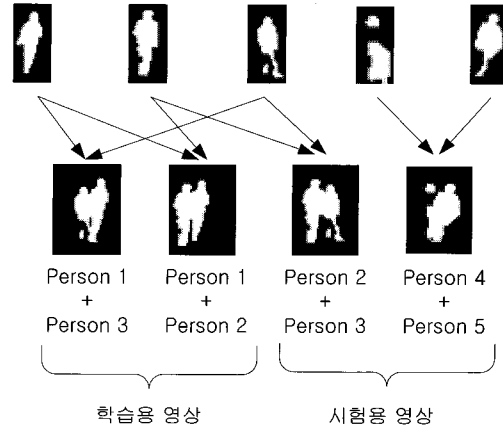 Person 1
+
Person 3
Person 1
+
Person 2
Person 2
+
Person 3
Person 4
+
Person 5
학습용 영상
시험용 영상